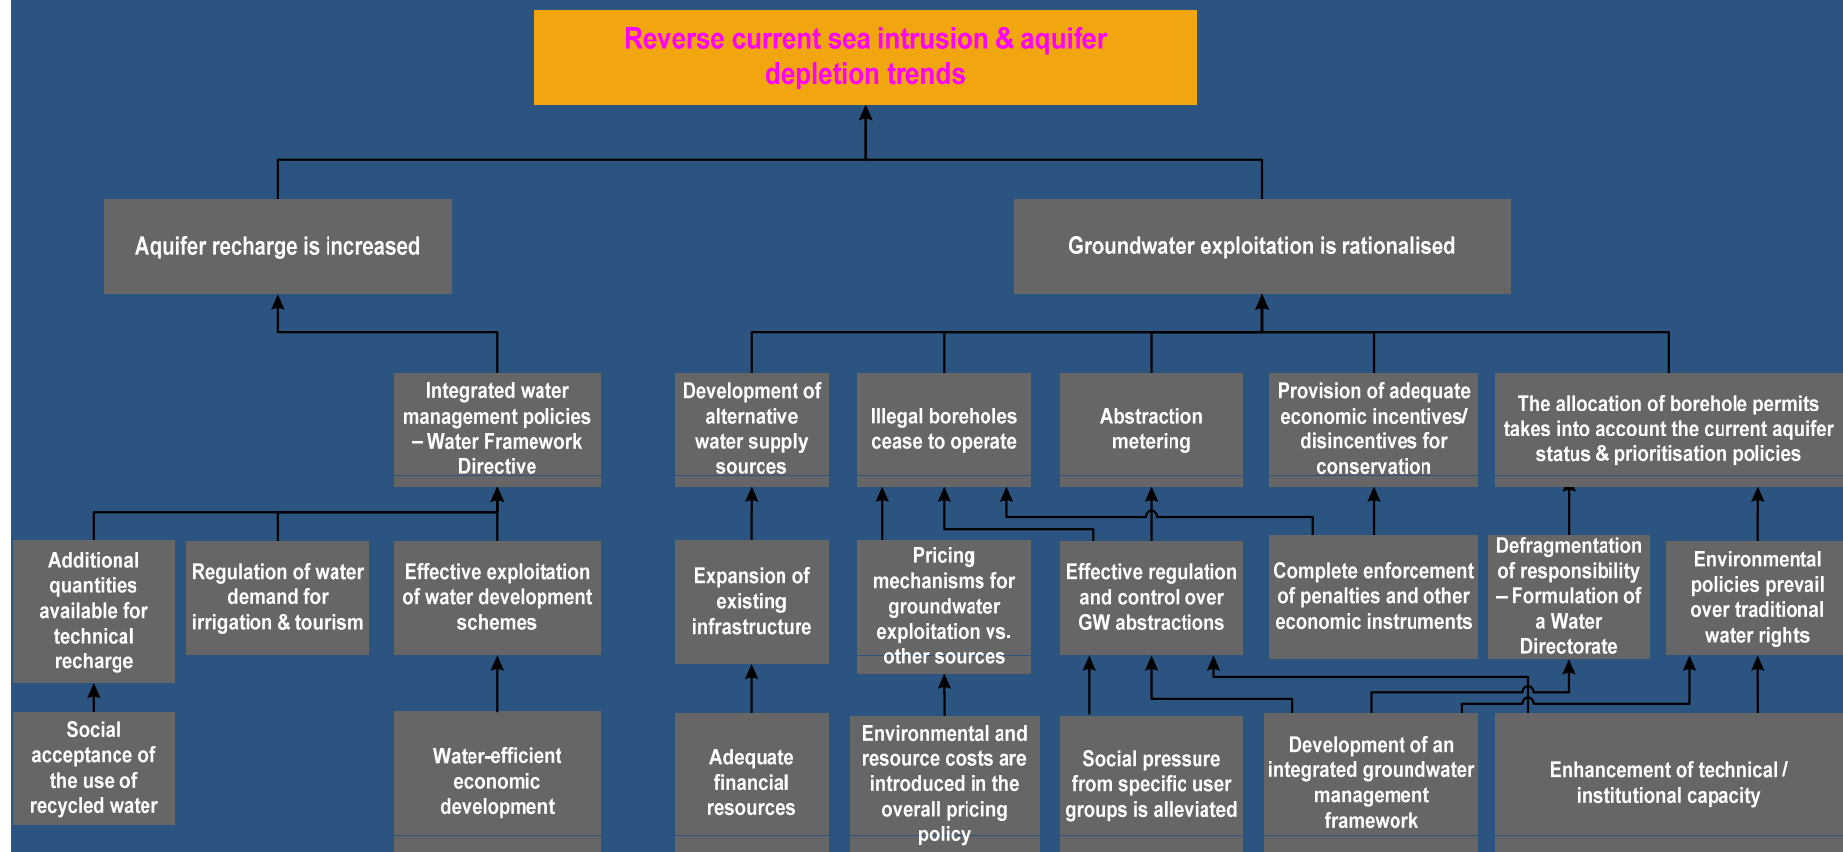 Reverse current sea intrusion & aquifer
depletion trends
Aquifer recharge is increased
Groundwater exploitation is rationalised
Integrated water
management policies
– Water Framework
Directive
Development of
alternative
water supply
sources
Illegal boreholes
cease to operate
Abstraction
metering
Provision of adequate
economic incentives/
disincentives for
conservation
The allocation of borehole permits
takes into account the current aquifer
status & prioritisation policies
Additional
quantities
available for
technical
recharge
Regulation of water
demand for
irrigation & tourism
Effective exploitation
of water development
schemes
Expansion of
existing
infrastructure
Pricing
mechanisms for
groundwater
exploitation vs.
other sources
Effective regulation
and control over
GW abstractions
Complete enforcement
of penalties and other
economic instruments
Defragmentation
of responsibility
– Formulation of
a Water
Directorate
Environmental
policies prevail
over traditional
water rights
Social
acceptance of
the use of
recycled water
Water-efficient
economic
development
Adequate
financial
resources
Environmental and
resource costs are
introduced in the
overall pricing
policy
Social pressure
from specific user
groups is alleviated
Development of an
integrated groundwater
management
framework
Enhancement of technical /
institutional capacity